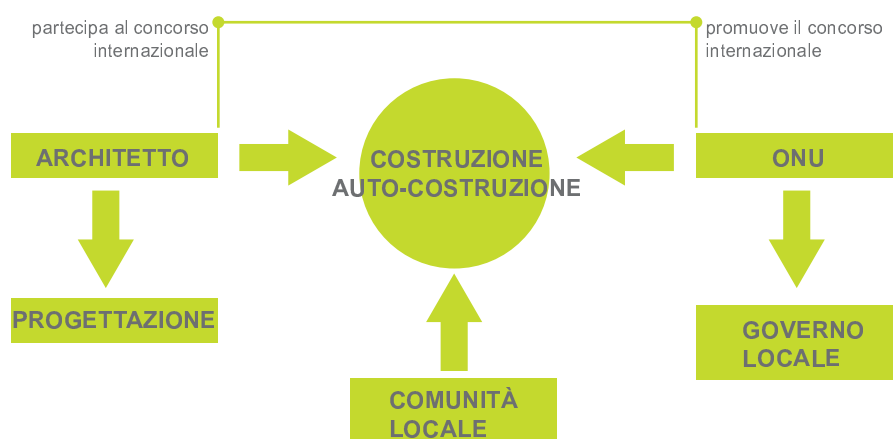 partecipa al concorso
internazionale
promuove il concorso
internazionale
ARCHITETTO
COSTRUZIONE
AUTO-COSTRUZIONE
ONU
PROGETTAZIONE
GOVERNO
LOCALE
COMUNITÀ
LOCALE